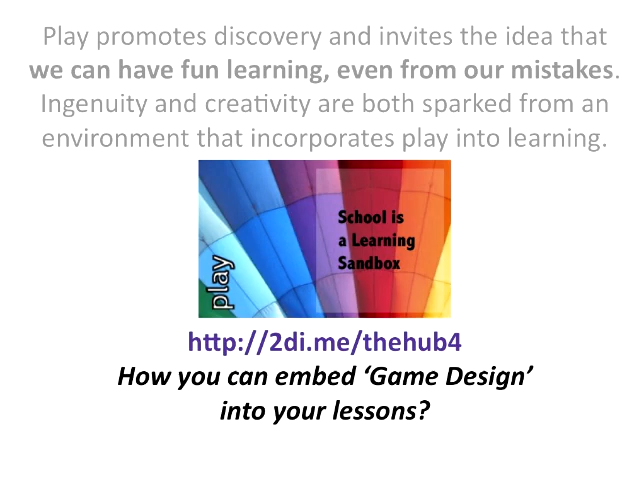 Play promotes discovery and invites the idea that
we can have fun learning, even from our mistakes.
Ingenuity and creativity are both sparked from an
environment that incorporates play into learning.
School is
a Learning
Sandbox
play
http://2di.me/thehub4
How you can embed ‘Game Design’
into your lessons?